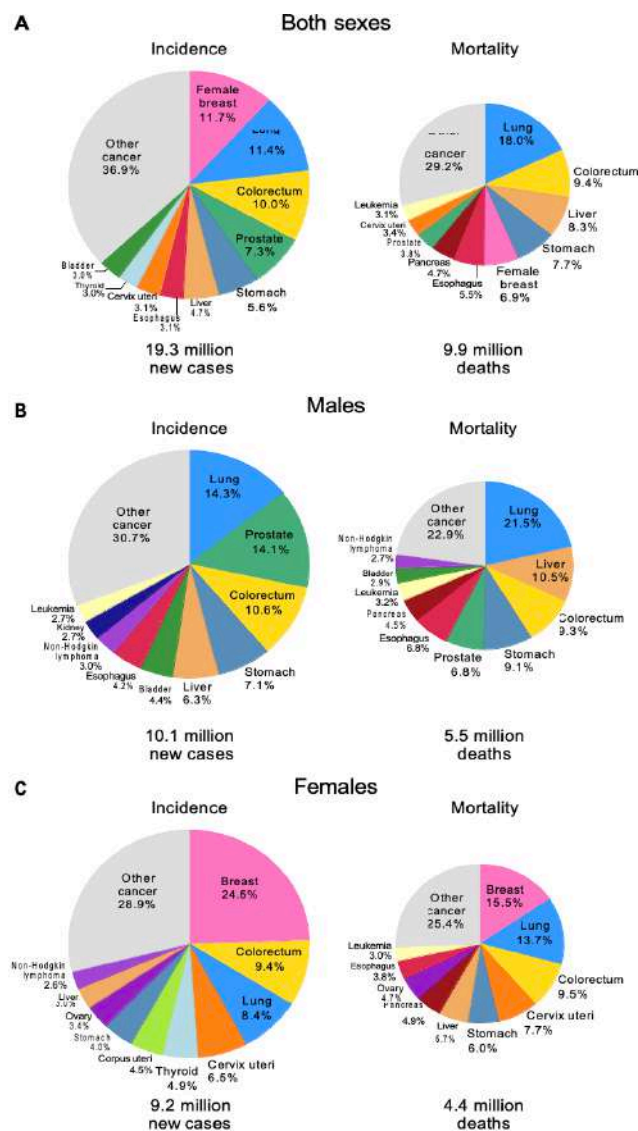 A
Both sexes
Incidence
Mortality
Female
breast
11.7%
Lung
11.4%
Colorectum
10.0%
Prostate
7.3%
Stomach
5.6%
Liver
4.7%
Esophagus
3.1%
Cervix uteri
3.1%
Thyroid
3.0%
Bladder
3.0%
Other
cancer
36.9%
19.3 million
new cases
Lung
18.0%
Colorectum
9.4%
Liver
8.3%
Stomach
7.7%
Female
breast
6.9%
Esophagus
5.5%
Pancreas
4.7%
Prostate
3.8%
Cervix uteri
3.4%
Leukemia
3.1%
cancer
29.2%
9.9 million
deaths
B
Males
Incidence
Mortality
Lung
14.3%
Prostate
14.1%
Colorectum
10.6%
Stomach
7.1%
Liver
6.3%
Bladder
4.4%
Esophagus
4.2%
Non-Hodgkin
lymphoma
3.0%
Kidney
2.7%
Leukemia
2.7%
Other
cancer
30.7%
10.1 million
new cases
Lung
21.5%
Liver
10.5%
Colorectum
9.3%
Stomach
9.1%
Prostate
6.8%
Esophagus
6.8%
Pancreas
4.5%
Leukemia
3.2%
Bladder
2.9%
Non-Hodgkin
lymphoma
2.7%
Other
cancer
22.9%
5.5 million
deaths
C
Females
Incidence
Mortality
Breast
24.5%
Colorectum
9.4%
Lung
8.4%
Cervix uteri
6.5%
Thyroid
4.9%
Corpus uteri
4.5%
Stomach
4.0%
Ovary
3.4%
Liver
3.0%
Non-Hodgkin
lymphoma
2.6%
Other
cancer
28.9%
9.2 million
new cases
Breast
15.5%
Lung
13.7%
Colorectum
9.5%
Cervix uteri
7.7%
Stomach
6.0%
Liver
5.7%
Pancreas
4.9%
Ovary
4.7%
Esophagus
3.8%
Leukemia
3.0%
Other
cancer
25.4%
4.4 million
deaths